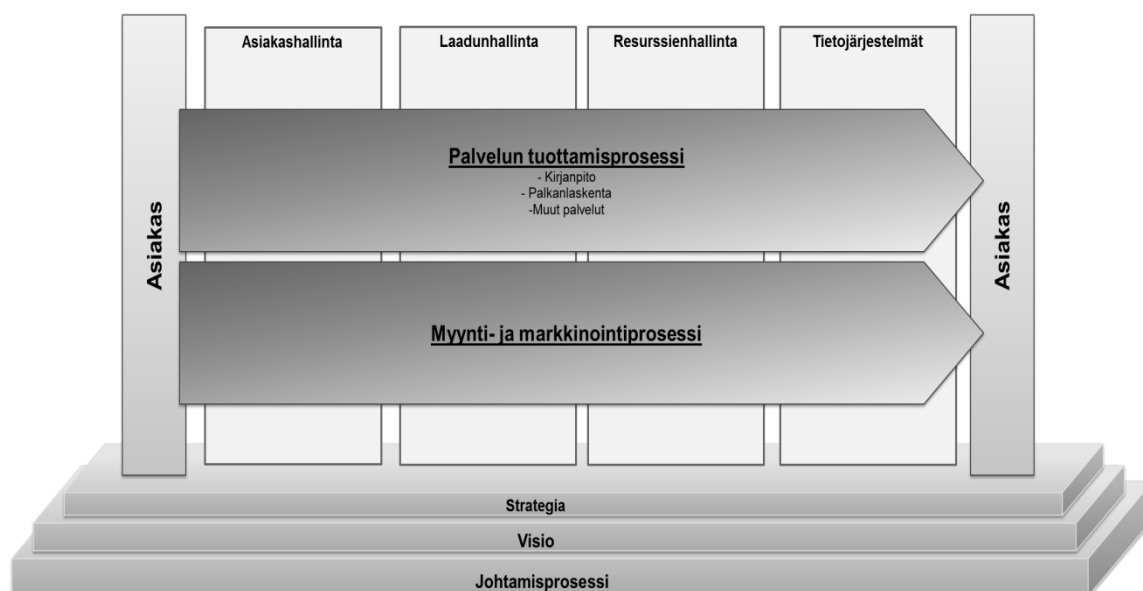 Asiakashallinta
Laadunhallinta
Resurssienhallinta
Tietojärjestelmät
Asiakas
Palvelun tuottamisprosessi
- Kirjanpito
- Palkanlaskenta
-Muut palvelut
Myynti- ja markkinointiprosessi
Asiakas
Strategia
Visio
Johtamisprosessi